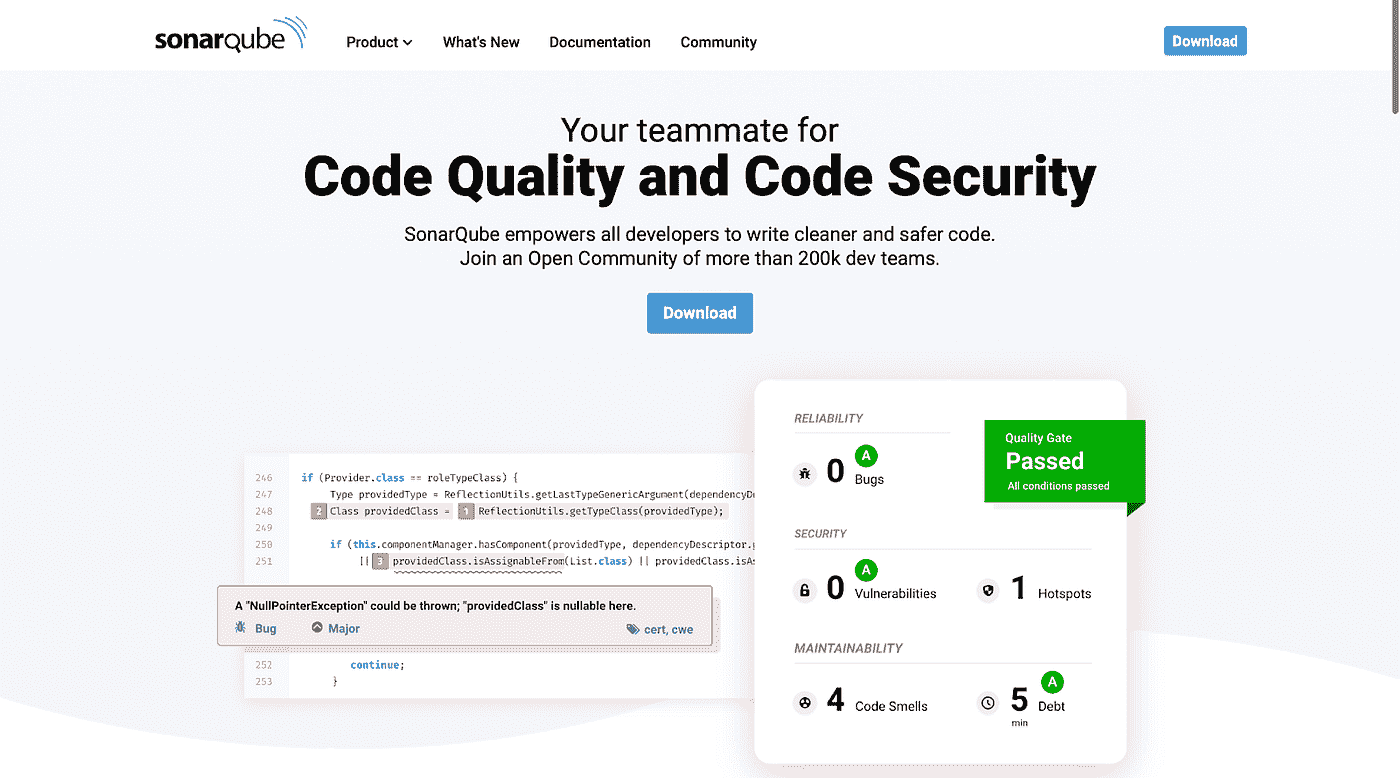 sonarqube
Product
What's New
Documentation
Community
Download
Your teammate for
Code Quality and Code Security
SonarQube empowers all developers to write cleaner and safer code.
Join an Open Community of more than 200k dev teams.
Download
246 if (Provider.class == roleTypeClass) {
247 Type providedType = ReflectionUtils.getLastTypeGenericArgument(dependencyDe
248 2 Class providedClass = 1 ReflectionUtils.getTypeClass(providedType);
249
250 if (this.componentManager.hasComponent(providedType, dependencyDescriptor.g
251 || 3 providedClass.isAssignableFrom(List.class) || providedClass.isAs
A "NullPointerException" could be thrown; "providedClass" is nullable here.
Bug
Major
cert, cwe
252 continue;
253 }
RELIABILITY
0 A Bugs
Quality Gate
Passed
All conditions passed
SECURITY
0 A Vulnerabilities
1 Hotspots
MAINTAINABILITY
4 Code Smells
5 min A Debt